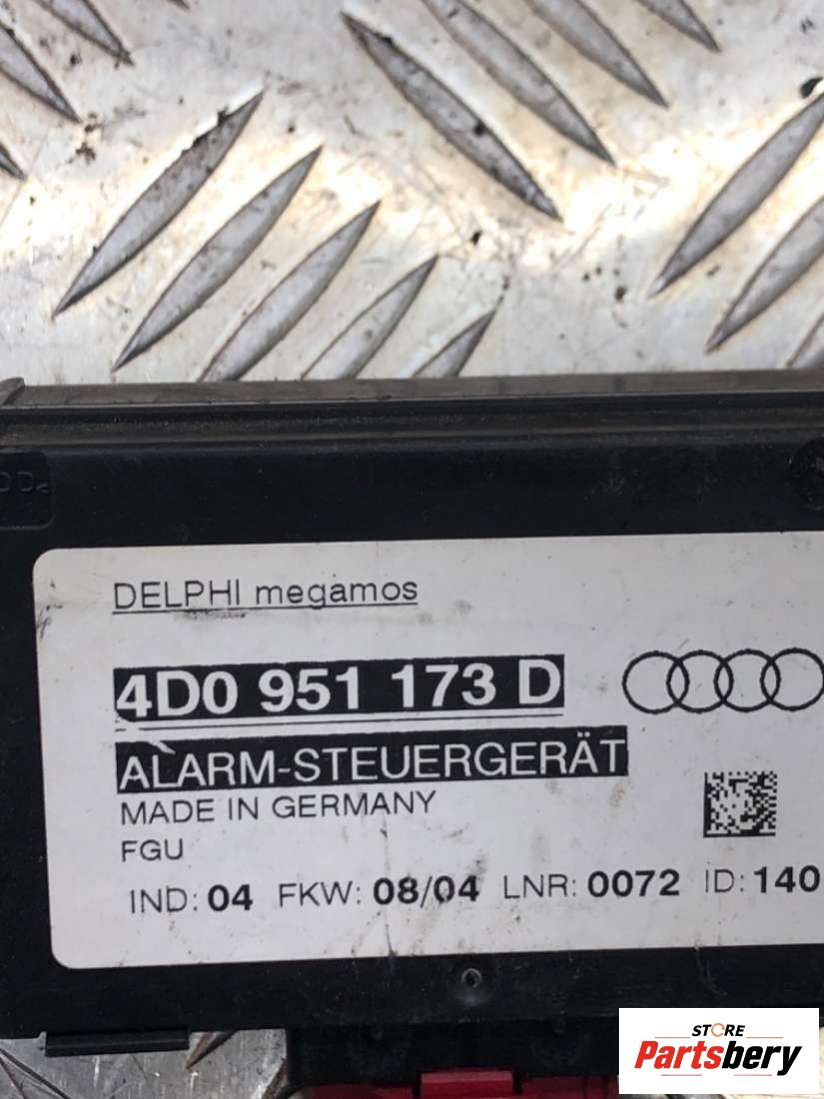 DELPHI megamos
4D0 951 173 D
ALARM-STEUERGERÄT
MADE IN GERMANY
FGU
IND: 04 FKW: 08/04 LNR: 0072 ID: 140
STORE
Partsbery